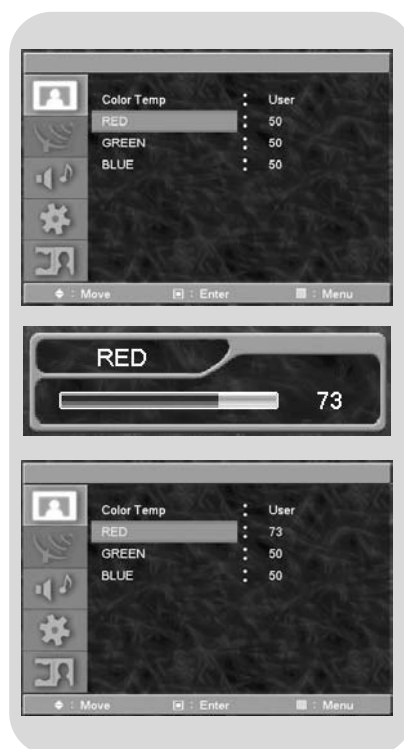 Color Temp : User
RED : 50
GREEN : 50
BLUE : 50
: Move : Enter : Menu
RED
73
Color Temp : User
RED : 73
GREEN : 50
BLUE : 50
: Move : Enter : Menu